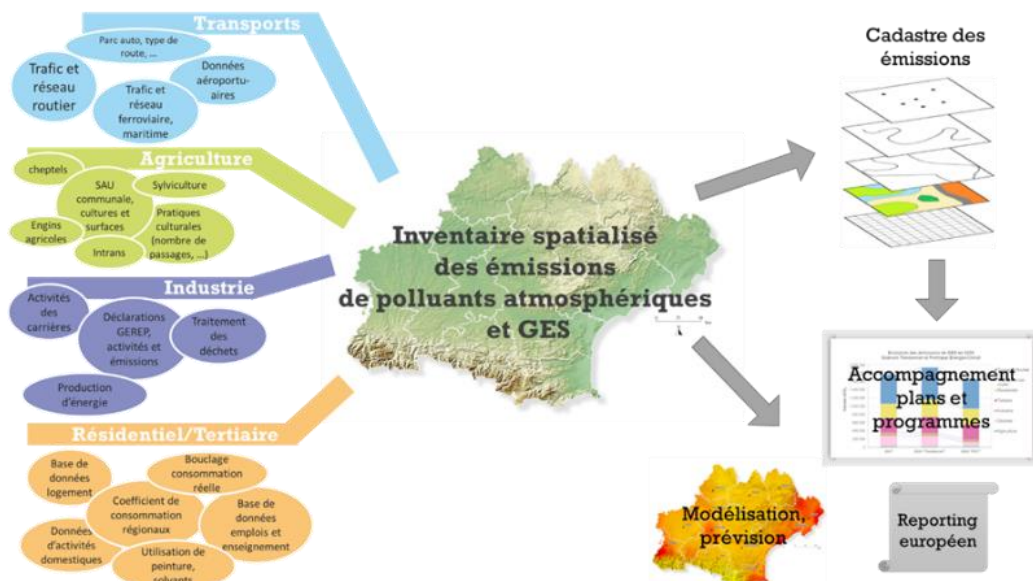 Transports
Parc auto, type de
route, ...
Trafic et
réseau
routier
Données
aéroportu-
aires
Trafic et
réseau
ferroviaire,
maritime
Agriculture
cheptels
SAU
communale,
cultures et
surfaces
Sylviculture
Pratiques
culturales
(nombre de
passages, ...)
Engins
agricoles
Intrans
Industrie
Activités
des
carrières
Déclarations
GEREP,
activités et
émissions
Traitement
des
déchets
Production
d'énergie
Résidentiel/Tertiaire
Base de
données
logement
Bouclage
consommation
réelle
Coefficient de
consommation
régionaux
Base de
données
emplois et
enseignement
Données
d'activités
domestiques
Utilisation de
peinture,
solvants
Inventaire spatialisé
des émissions
de polluants atmosphériques
et GES
Cadastre des
émissions
Accompagnement
plans et
programmes
Modélisation,
prévision
Reporting
européen